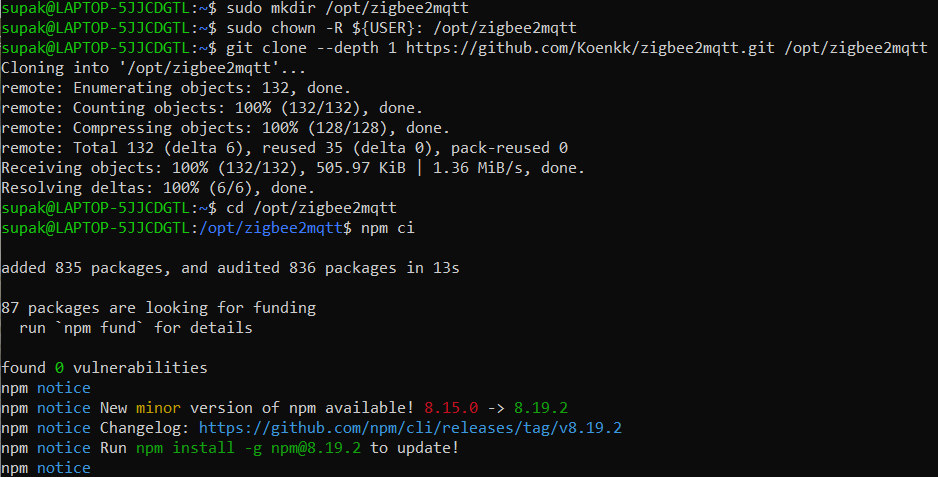 supak@LAPTOP-5JJCDGTL:~$ sudo mkdir /opt/zigbee2mqtt
supak@LAPTOP-5JJCDGTL:~$ sudo chown -R ${USER}: /opt/zigbee2mqtt
supak@LAPTOP-5JJCDGTL:~$ git clone --depth 1 https://github.com/Koenkk/zigbee2mqtt.git /opt/zigbee2mqtt
Cloning into '/opt/zigbee2mqtt'...
remote: Enumerating objects: 132, done.
remote: Counting objects: 100% (132/132), done.
remote: Compressing objects: 100% (128/128), done.
remote: Total 132 (delta 6), reused 35 (delta 0), pack-reused 0
Receiving objects: 100% (132/132), 505.97 KiB | 1.36 MiB/s, done.
Resolving deltas: 100% (6/6), done.
supak@LAPTOP-5JJCDGTL:~$ cd /opt/zigbee2mqtt
supak@LAPTOP-5JJCDGTL:/opt/zigbee2mqtt$ npm ci
added 835 packages, and audited 836 packages in 13s
87 packages are looking for funding
  run `npm fund` for details
found 0 vulnerabilities
npm notice
npm notice New minor version of npm available! 8.15.0 -> 8.19.2
npm notice Changelog: https://github.com/npm/cli/releases/tag/v8.19.2
npm notice Run npm install -g npm@8.19.2 to update!
npm notice